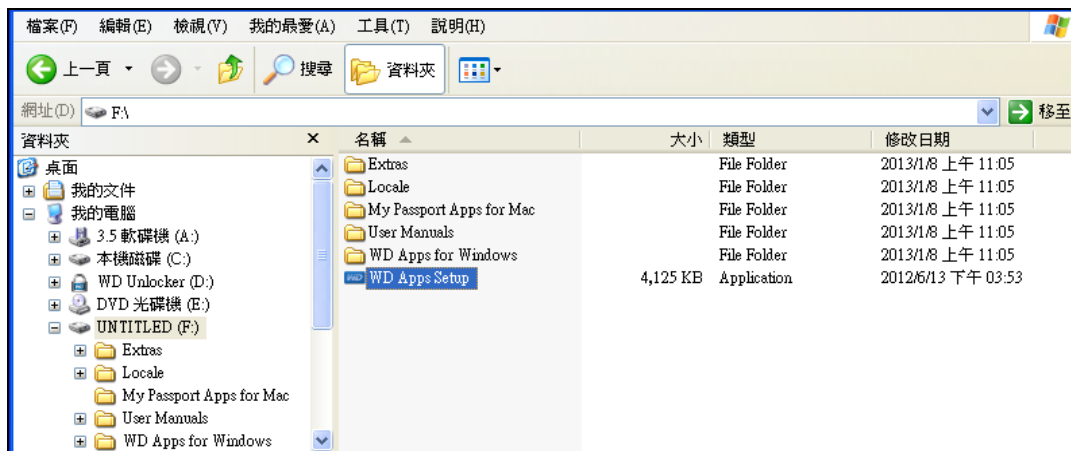 檔案(F) 編輯(E) 檢視(V) 我的最愛(A) 工具(T) 說明(H)
上一頁 搜尋 資料夾
網址(D) F:\ 移至
資料夾 × 名稱 大小 類型 修改日期
桌面
我的文件
我的電腦
3.5 軟碟機 (A:)
本機磁碟 (C:)
WD Unlocker (D:)
DVD 光碟機 (E:)
UNTITLED (F:)
Extras
Locale
My Passport Apps for Mac
User Manuals
WD Apps for Windows
Extras File Folder 2013/1/8 上午 11:05
Locale File Folder 2013/1/8 上午 11:05
My Passport Apps for Mac File Folder 2013/1/8 上午 11:05
User Manuals File Folder 2013/1/8 上午 11:05
WD Apps for Windows File Folder 2013/1/8 上午 11:05
WD Apps Setup 4,125 KB Application 2012/6/13 下午 03:53